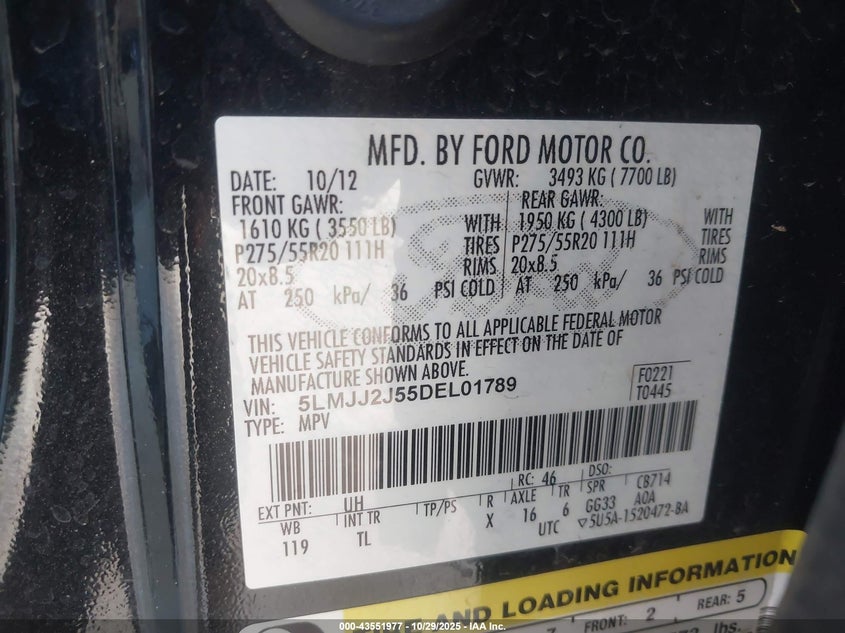 MFD. BY FORD MOTOR CO.
DATE: 10/12 GVWR: 3493 KG ( 7700 LB)
FRONT GAWR: REAR GAWR:
1610 KG ( 3550 LB) WITH 1950 KG ( 4300 LB) WITH
P275/55R20 111H TIRES P275/55R20 111H TIRES
20x8.5 RIMS 20x8.5 RIMS
AT 250 kPa/ 36 PSI COLD AT 250 kPa/ 36 PSI COLD
THIS VEHICLE CONFORMS TO ALL APPLICABLE FEDERAL MOTOR
VEHICLE SAFETY STANDARDS IN EFFECT ON THE DATE OF
MANUFACTURE SHOWN ABOVE.
VIN: 5LMJJ2J55DEL01789 F0221
TYPE: MPV T0445
EXT PNT: UH RC: 46 DSO: CB714
WB INT TR TP/PS R AXLE TR SPR A0A
119 TL X 16 6 GG33
UTC 5U5A-1520472-BA
AND LOADING INFORMATION
7 FRONT: 2 REAR: 5
lbs.
000-43551977 - 10/29/2025 - IAA Inc.